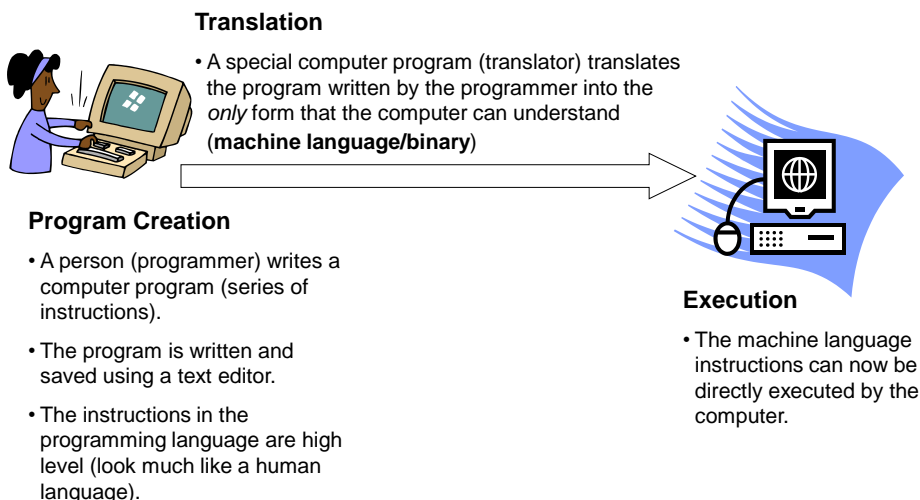 Translation
• A special computer program (translator) translates
the program written by the programmer into the
only form that the computer can understand
(machine language/binary)
Program Creation
• A person (programmer) writes a
computer program (series of
instructions).
• The program is written and
saved using a text editor.
• The instructions in the
programming language are high
level (look much like a human
language).
Execution
• The machine language
instructions can now be
directly executed by the
computer.